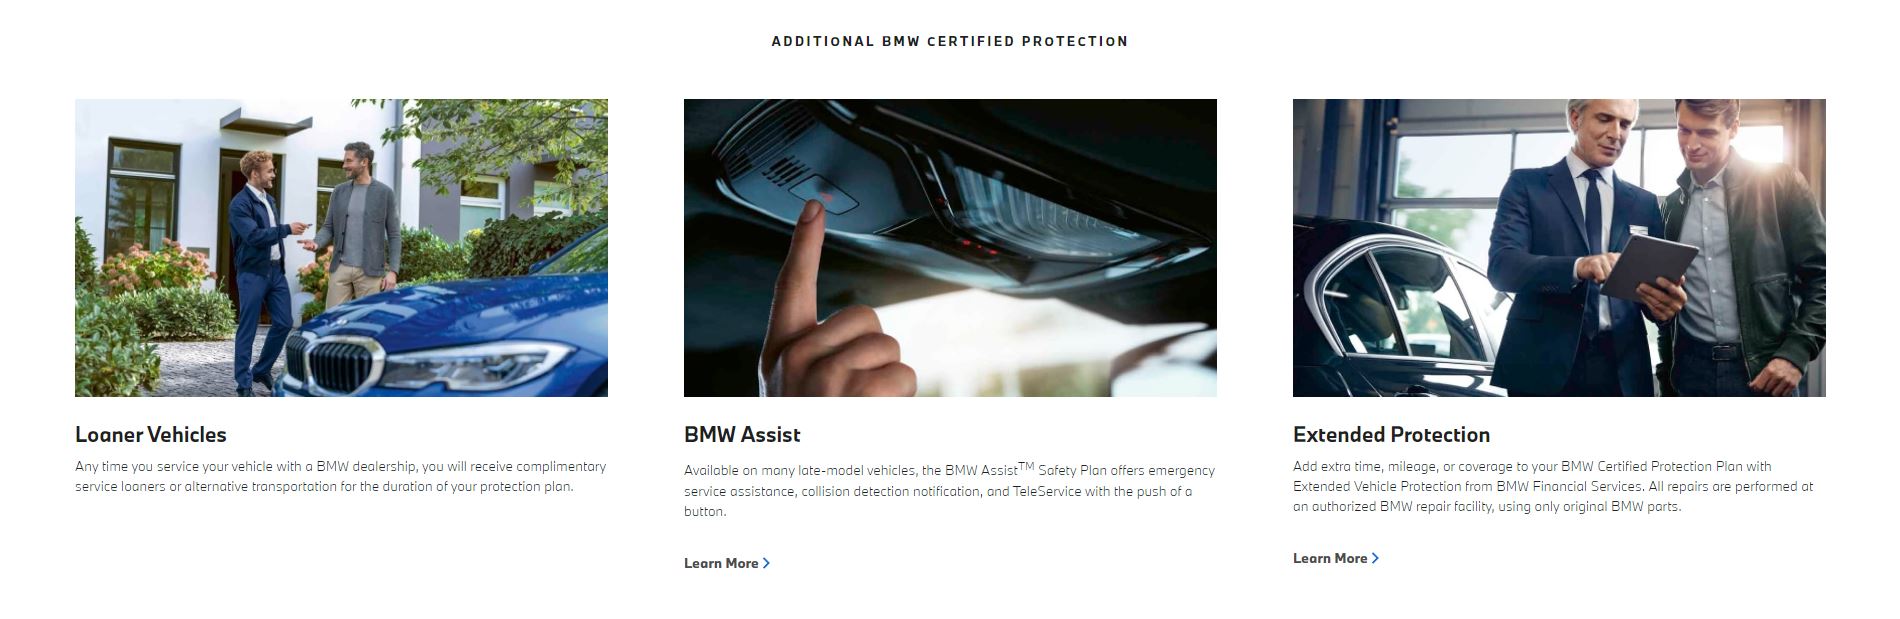 ADDITIONAL BMW CERTIFIED PROTECTION
Loaner Vehicles
Any time you service your vehicle with a BMW dealership, you will receive complimentary
service loaners or alternative transportation for the duration of your protection plan.
BMW Assist
Available on many late-model vehicles, the BMW Assist™ Safety Plan offers emergency
service assistance, collision detection notification, and TeleService with the push of a
button.
Learn More
Extended Protection
Add extra time, mileage, or coverage to your BMW Certified Protection Plan with
Extended Vehicle Protection from BMW Financial Services. All repairs are performed at
an authorized BMW repair facility, using only original BMW parts.
Learn More